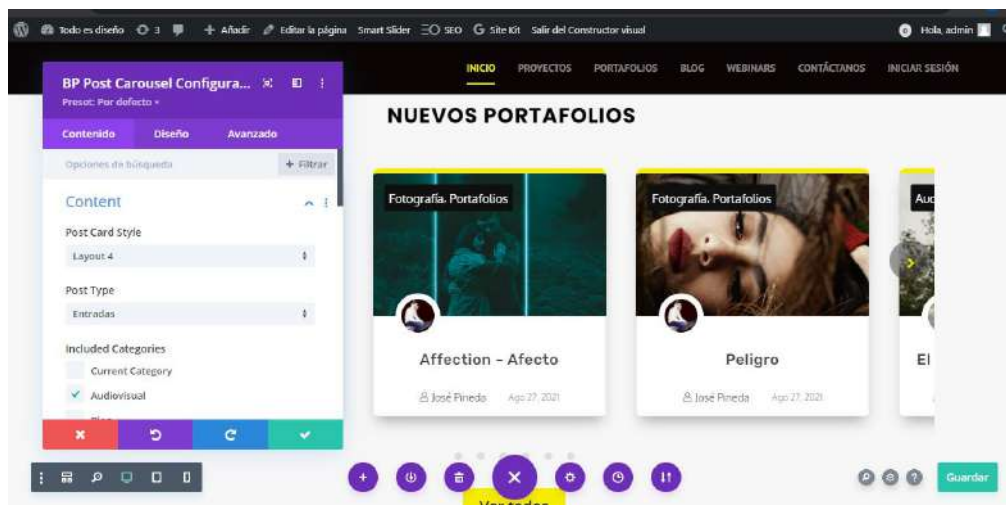 Todo es diseño 3 + Añadir Editar la página Smart Slider SEO Site Kit Salir del Constructor visual Hola, admin
INICIO PROYECTOS PORTAFOLIOS BLOG WEBINARS CONTÁCTANOS INICIAR SESIÓN
BP Post Carousel Configura...
Preset: Por defecto
Contenido Diseño Avanzado
Opciones de búsqueda + Filtrar
Content
Post Card Style
Layout 4
Post Type
Entradas
Included Categories
Current Category
Audiovisual
NUEVOS PORTAFOLIOS
Fotografía, Portafolios
Affection - Afecto
José Pineda Ago 27, 2021
Fotografía, Portafolios
Peligro
José Pineda Ago 27, 2021
El
Ver todos
Guardar